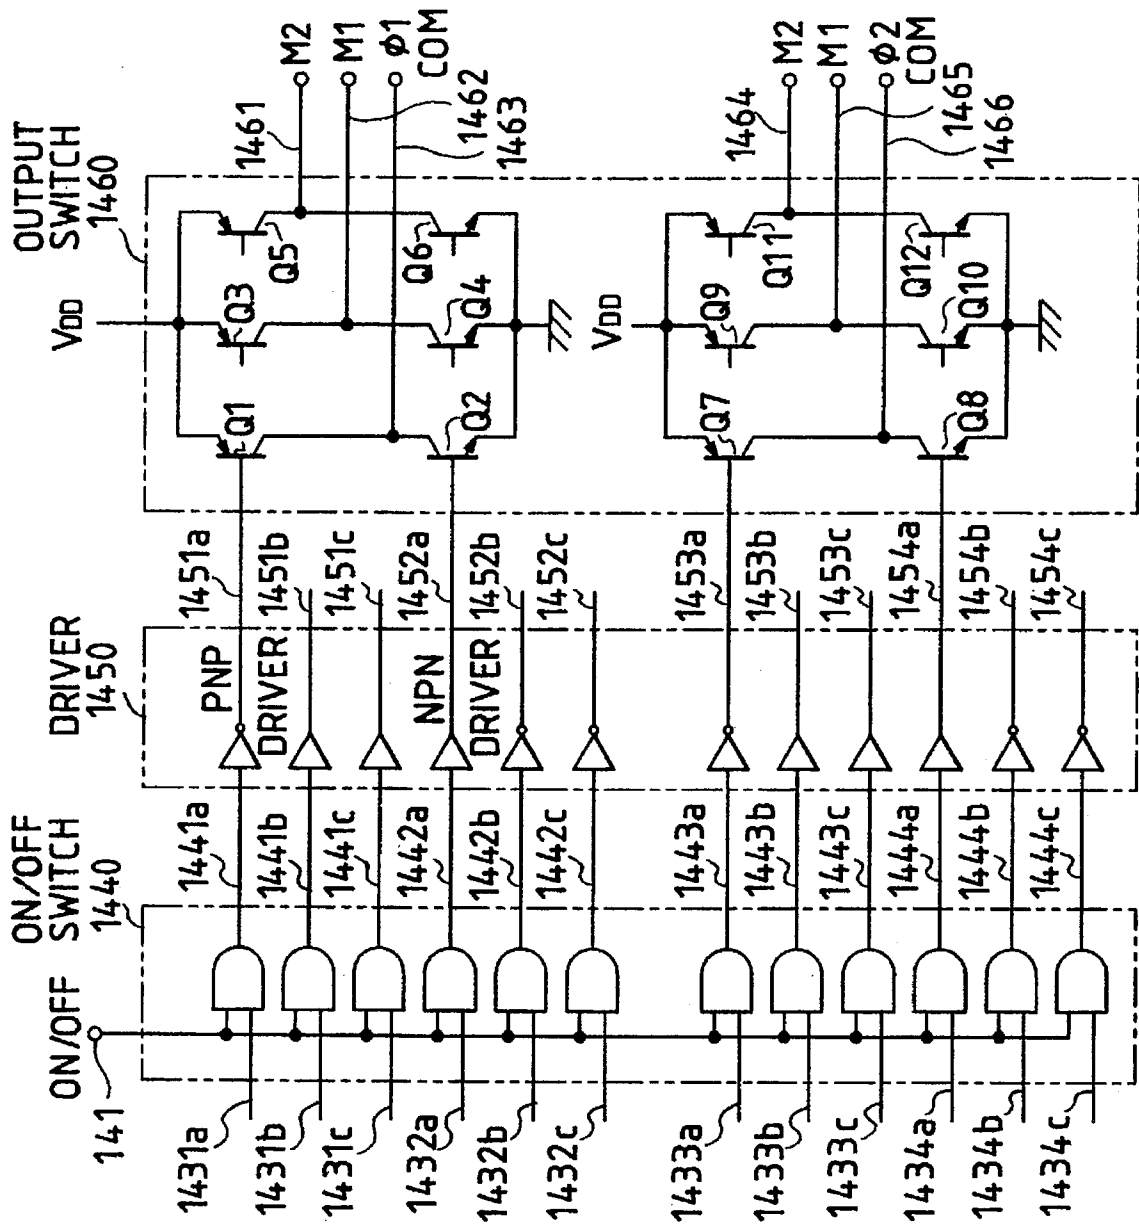 ON/OFF
141
ON/OFF
SWITCH
1440
DRIVER
1450
OUTPUT
SWITCH
1460
1431a
1431b
1431c
1432a
1432b
1432c
1433a
1433b
1433c
1434a
1434b
1434c
1441a
1441b
1441c
1442a
1442b
1442c
1443a
1443b
1443c
1444a
1444b
1444c
PNP
DRIVER
NPN
DRIVER
1451a
1451b
1451c
1452a
1452b
1452c
1453a
1453b
1453c
1454a
1454b
1454c
VDD
Q1
Q3
Q5
Q2
Q4
Q6
VDD
Q7
Q9
Q11
Q8
Q10
Q12
1461
1462
1463
M2
M1
φ1
COM
1464
1465
1466
M2
M1
φ2
COM